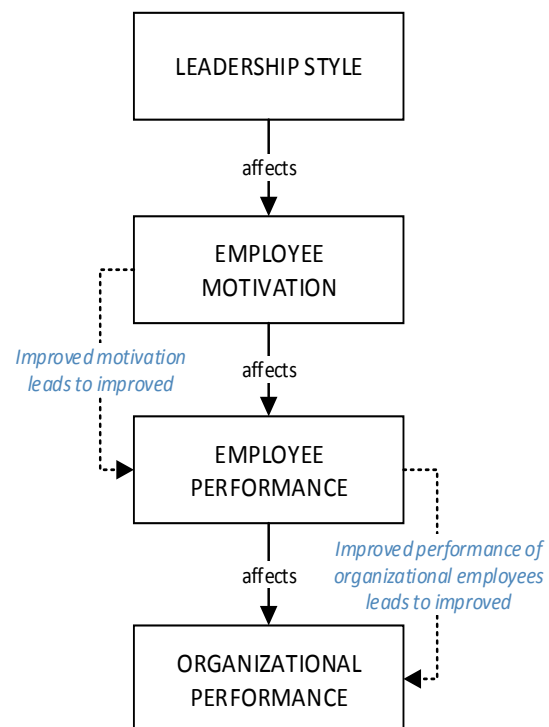 LEADERSHIP STYLE
affects
EMPLOYEE
MOTIVATION
Improved motivation
leads to improved
affects
EMPLOYEE
PERFORMANCE
Improved performance of
organizational employees
leads to improved
affects
ORGANIZATIONAL
PERFORMANCE